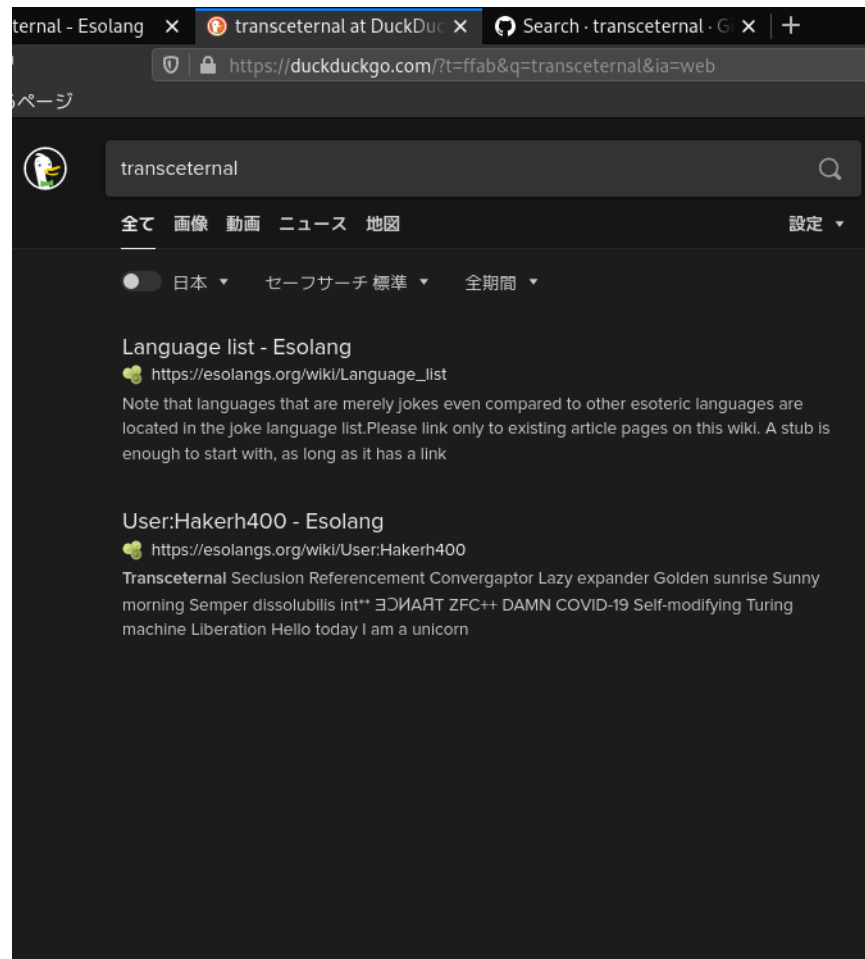 ternal - Esolang
transceternal at DuckDuc
Search · transceternal · Gi
https://duckduckgo.com/?t=ffab&q=transceternal&ia=web
ページ
transceternal
全て 画像 動画 ニュース 地図 設定
日本 セーフサーチ 標準 全期間
Language list - Esolang
https://esolangs.org/wiki/Language_list
Note that languages that are merely jokes even compared to other esoteric languages are
located in the joke language list.Please link only to existing article pages on this wiki. A stub is
enough to start with, as long as it has a link
User:Hakerh400 - Esolang
https://esolangs.org/wiki/User:Hakerh400
Transceternal Seclusion Referencement Convergaptor Lazy expander Golden sunrise Sunny
morning Semper dissolubilis int** ƎƆИAЯT ZFC++ DAMN COVID-19 Self-modifying Turing
machine Liberation Hello today I am a unicorn